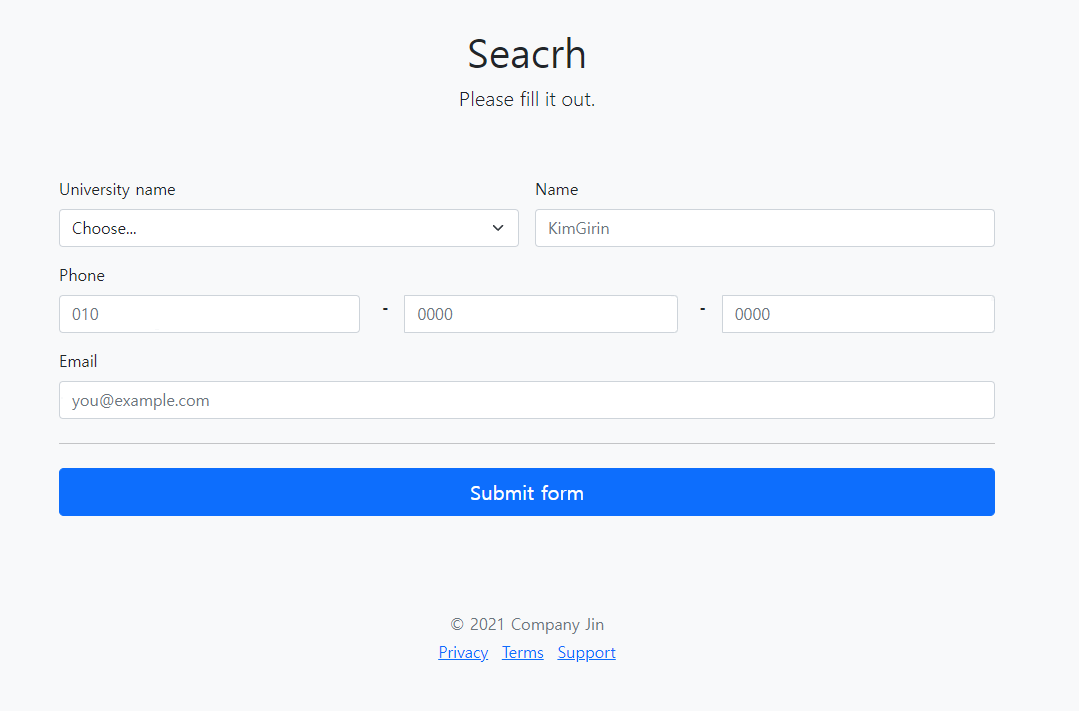 Seacrh
Please fill it out.
University name
Name
Choose...
KimGirin
Phone
010 - 0000 - 0000
Email
you@example.com
Submit form
© 2021 Company Jin
Privacy Terms Support